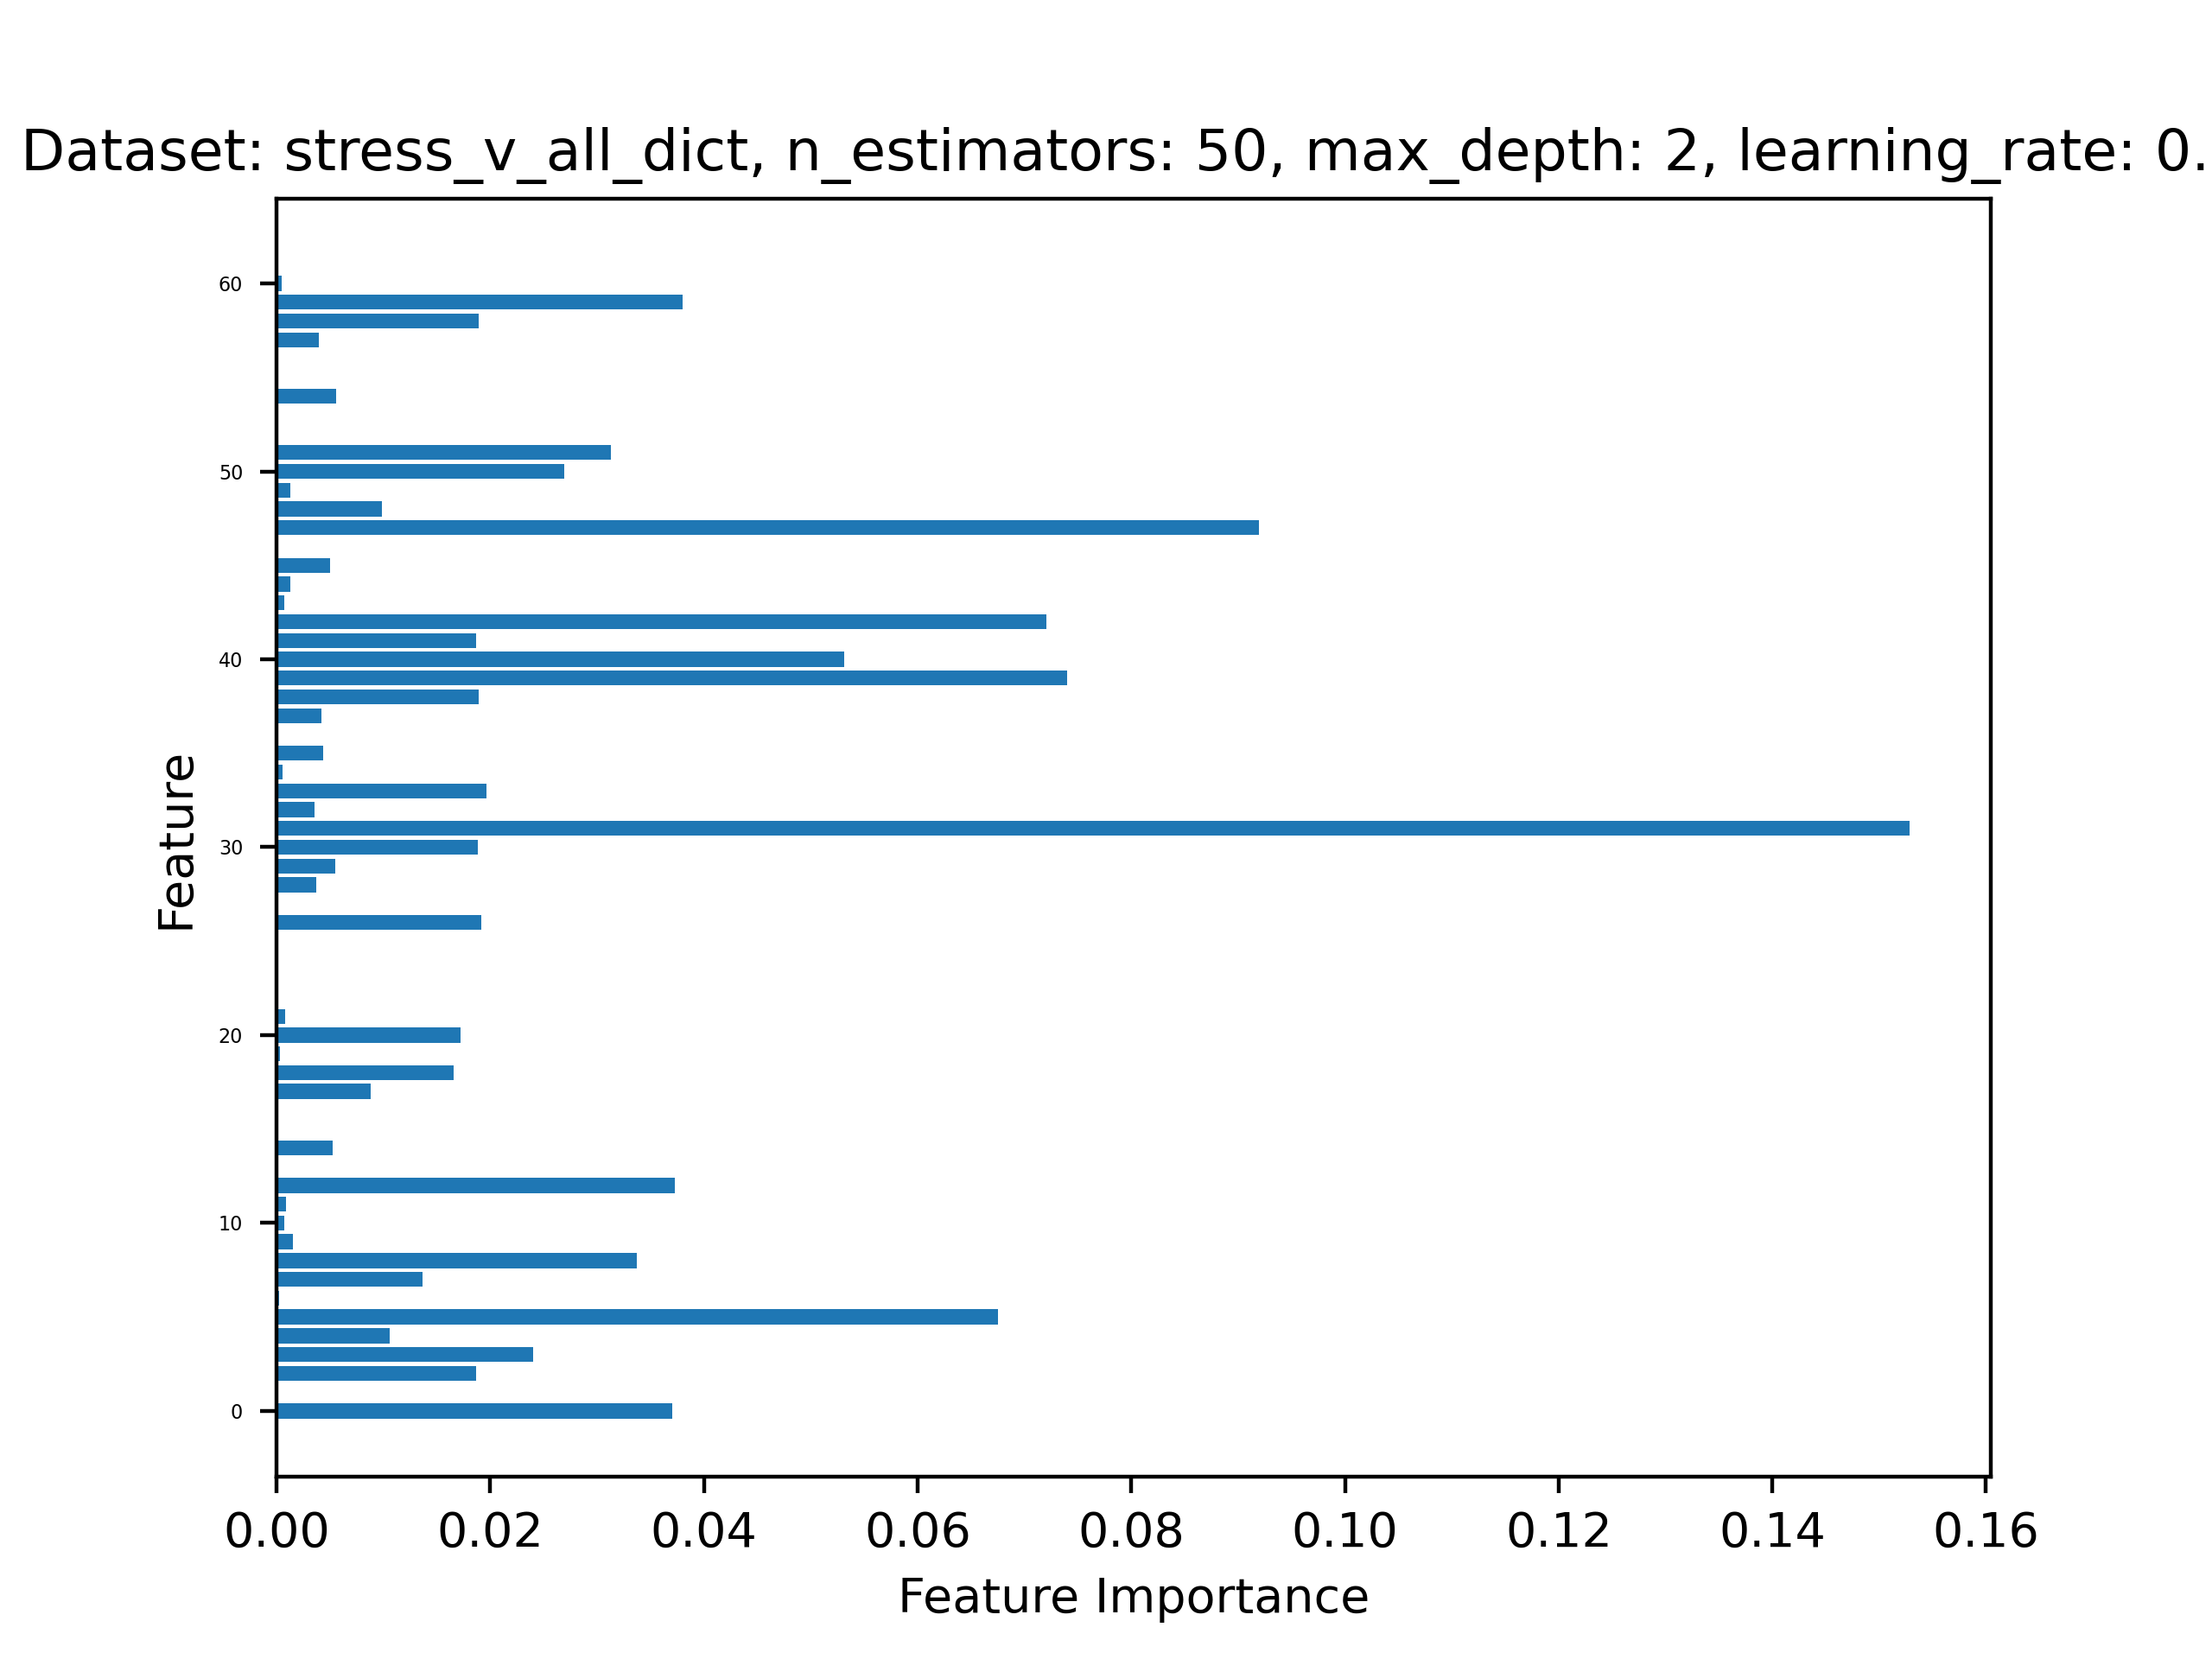 Dataset: stress_v_all_dict, n_estimators: 50, max_depth: 2, learning_rate: 0.
60
50
40
30
20
10
0
Feature
0.00 0.02 0.04 0.06 0.08 0.10 0.12 0.14 0.16
Feature Importance